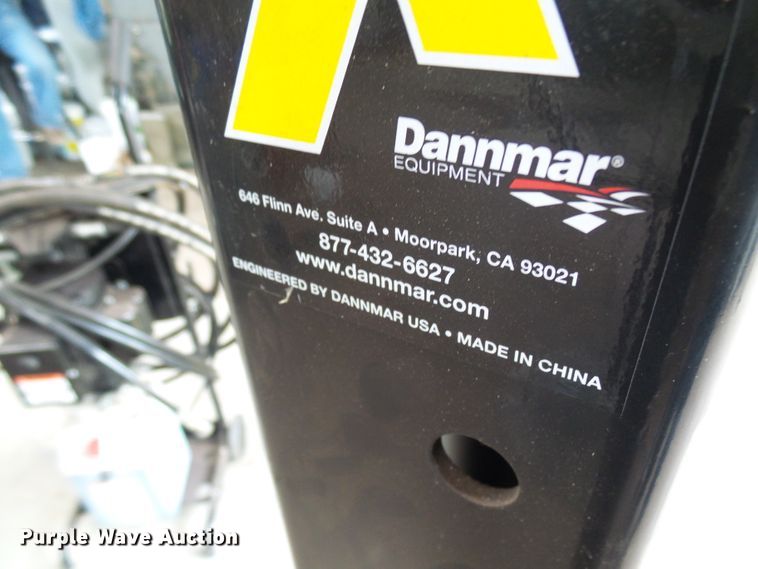 Dannmar®
EQUIPMENT
646 Flinn Ave. Suite A • Moorpark, CA 93021
877-432-6627
www.dannmar.com
ENGINEERED BY DANNMAR USA • MADE IN CHINA
Purple Wave Auction